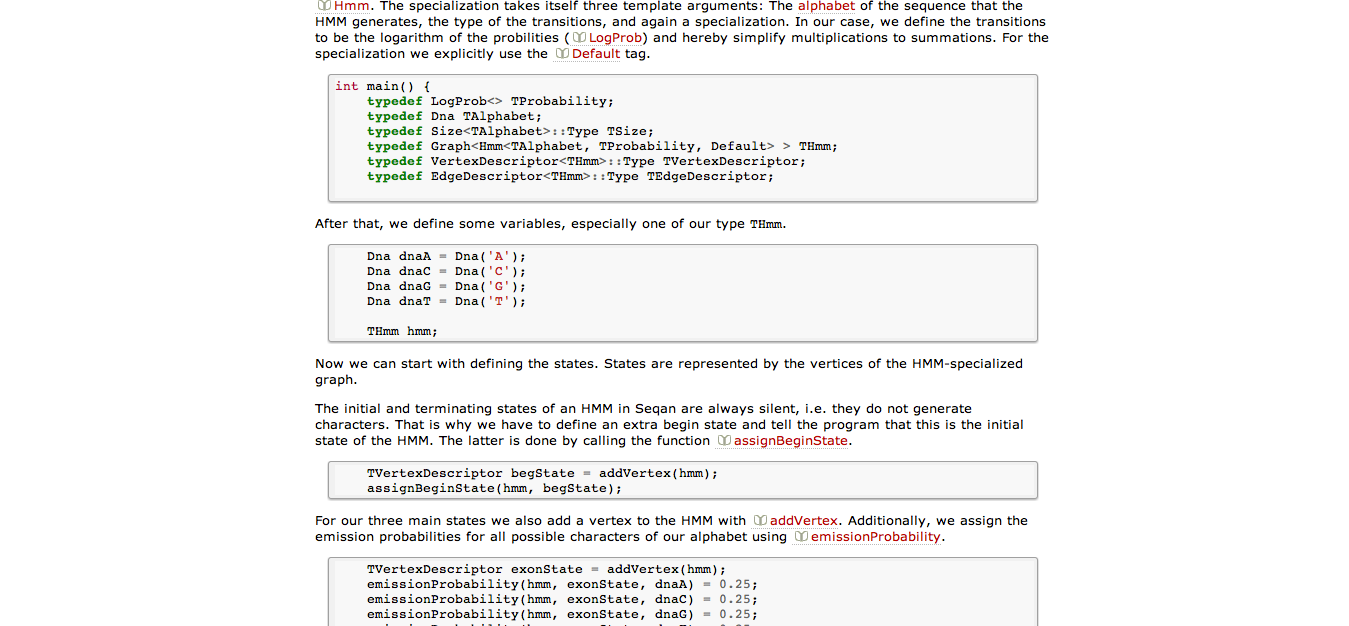 Hmm. The specialization takes itself three template arguments: The alphabet of the sequence that the
HMM generates, the type of the transitions, and again a specialization. In our case, we define the transitions
to be the logarithm of the probilities ( LogProb) and hereby simplify multiplications to summations. For the
specialization we explicitly use the Default tag.
int main() {
    typedef LogProb<> TProbability;
    typedef Dna TAlphabet;
    typedef Size<TAlphabet>::Type TSize;
    typedef Graph<Hmm<TAlphabet, TProbability, Default> > THmm;
    typedef VertexDescriptor<THmm>::Type TVertexDescriptor;
    typedef EdgeDescriptor<THmm>::Type TEdgeDescriptor;
After that, we define some variables, especially one of our type THmm.
    Dna dnaA = Dna('A');
    Dna dnaC = Dna('C');
    Dna dnaG = Dna('G');
    Dna dnaT = Dna('T');
    THmm hmm;
Now we can start with defining the states. States are represented by the vertices of the HMM-specialized
graph.
The initial and terminating states of an HMM in Seqan are always silent, i.e. they do not generate
characters. That is why we have to define an extra begin state and tell the program that this is the initial
state of the HMM. The latter is done by calling the function assignBeginState.
    TVertexDescriptor begState = addVertex(hmm);
    assignBeginState(hmm, begState);
For our three main states we also add a vertex to the HMM with addVertex. Additionally, we assign the
emission probabilities for all possible characters of our alphabet using emissionProbability.
    TVertexDescriptor exonState = addVertex(hmm);
    emissionProbability(hmm, exonState, dnaA) = 0.25;
    emissionProbability(hmm, exonState, dnaC) = 0.25;
    emissionProbability(hmm, exonState, dnaG) = 0.25;